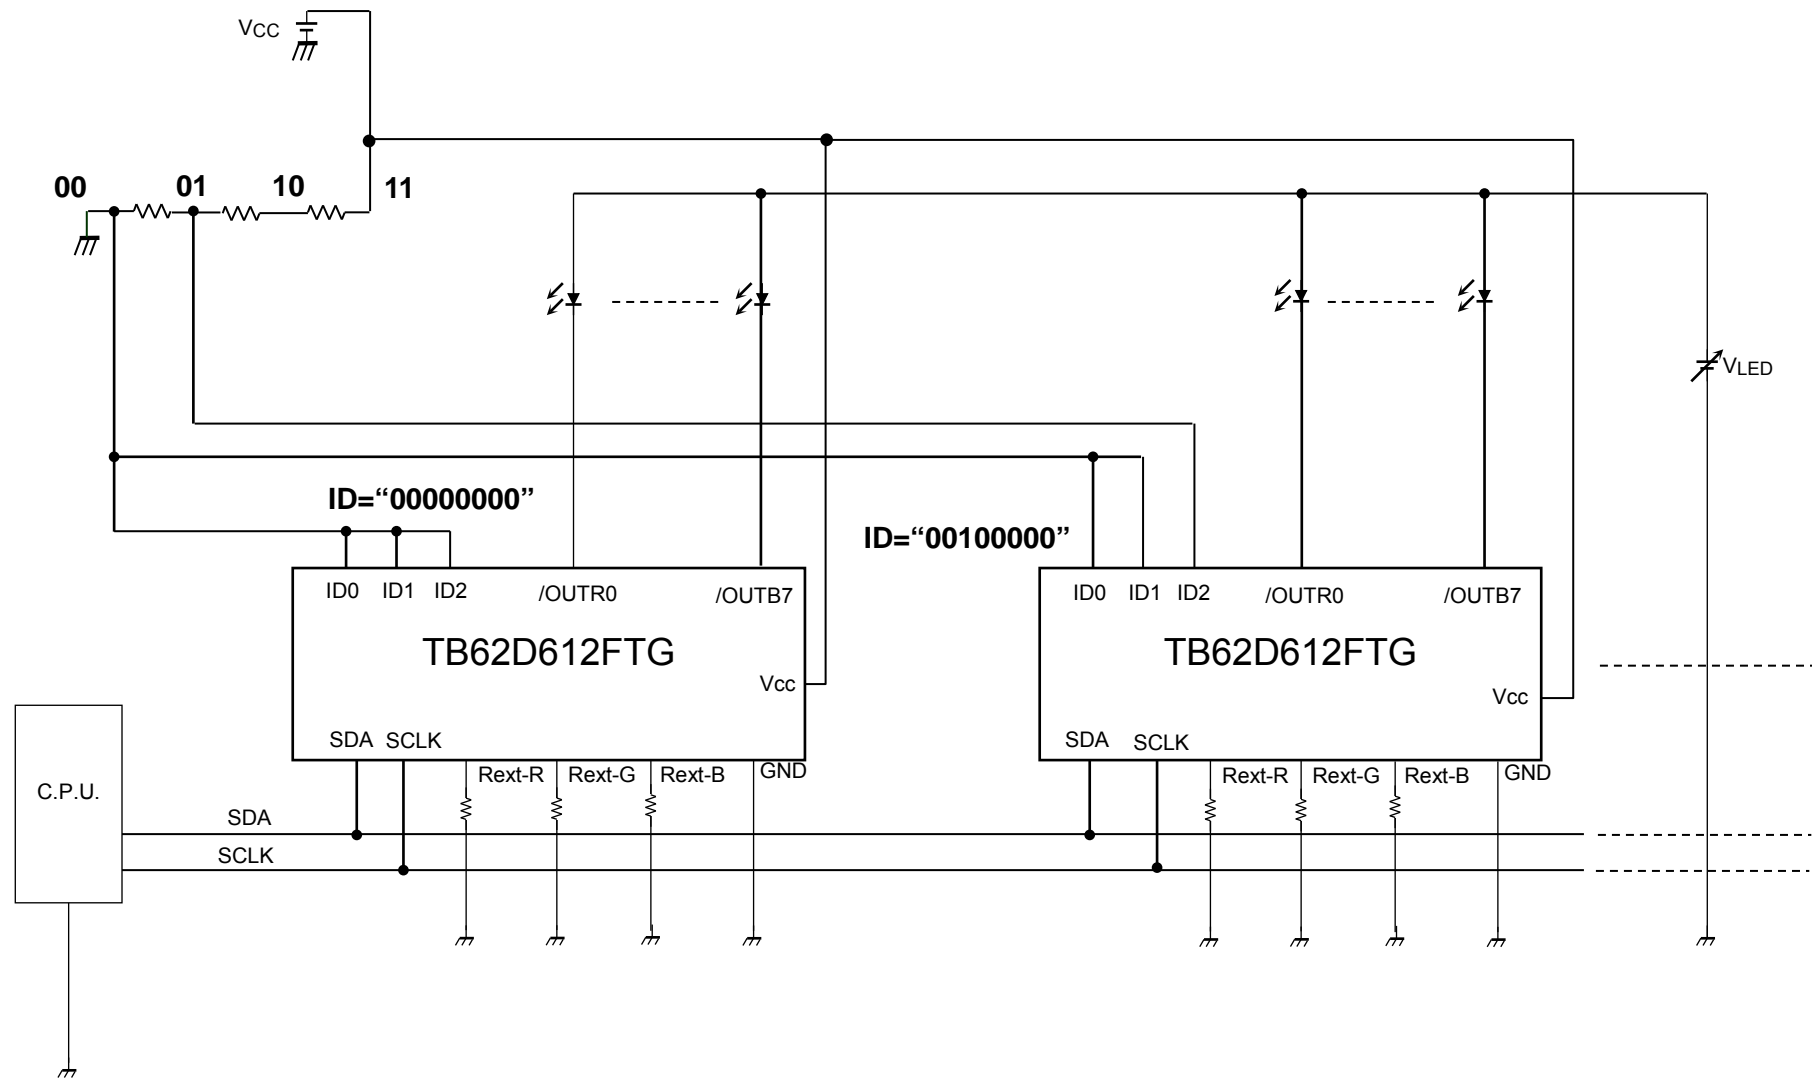 VCC
00 01 10 11
VLED
ID=“00000000”
ID=“00100000”
ID0 ID1 ID2 /OUTR0 /OUTB7
ID0 ID1 ID2 /OUTR0 /OUTB7
TB62D612FTG
TB62D612FTG
Vcc
Vcc
SDA SCLK
SDA SCLK
Rext-R Rext-G Rext-B GND
Rext-R Rext-G Rext-B GND
C.P.U.
SDA
SCLK